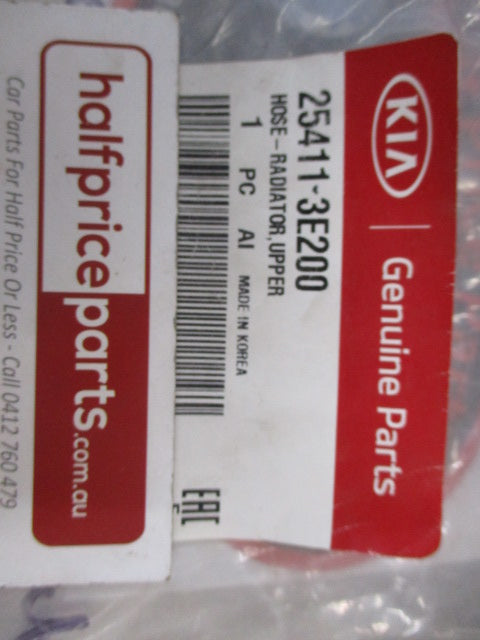 KIA
Genuine Parts
25411-3E200
HOSE-RADIATOR, UPPER
1 PC AI MADE IN KOREA
EAC
halfpriceparts.com.au
Car Parts For Half Price Or Less - Call 0412 760 479